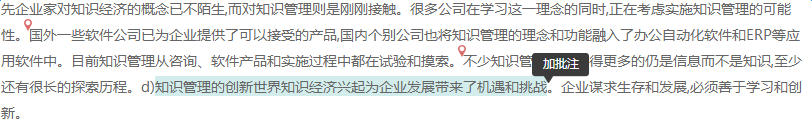 先企业家对知识经济的概念已不陌生,而对知识管理则是刚刚接触。很多公司在学习这一理念的同时,正在考虑实施知识管理的可能
性。国外一些软件公司已为企业提供了可以接受的产品,国内个别公司也将知识管理的理念和功能融入了办公自动化软件和ERP等应
用软件中。目前知识管理从咨询、软件产品和实施过程中都在试验和摸索。不少知识管 得更多的仍是信息而不是知识,至少
加批注
还有很长的探索历程。d)知识管理的创新世界知识经济兴起为企业发展带来了机遇和挑战。企业谋求生存和发展,必须善于学习和创
新。